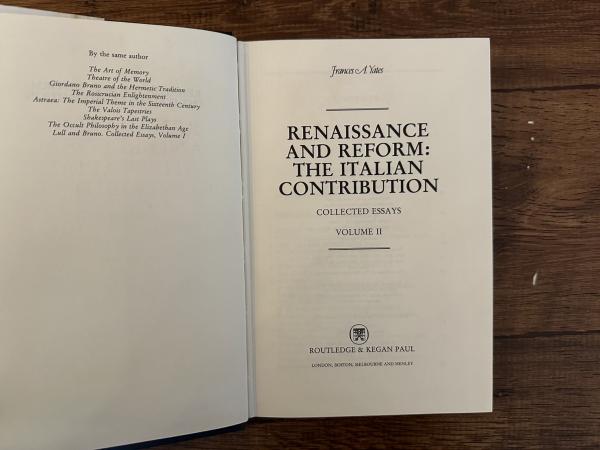 By the same author
The Art of Memory
Theatre of the World
Giordano Bruno and the Hermetic Tradition
The Rosicrucian Enlightenment
Astraea: The Imperial Theme in the Sixteenth Century
The Valois Tapestries
Shakespeare's Last Plays
The Occult Philosophy in the Elizabethan Age
Lull and Bruno. Collected Essays, Volume I
Frances A. Yates
RENAISSANCE
AND REFORM:
THE ITALIAN
CONTRIBUTION
COLLECTED ESSAYS
VOLUME II
ROUTLEDGE & KEGAN PAUL
LONDON, BOSTON, MELBOURNE AND HENLEY